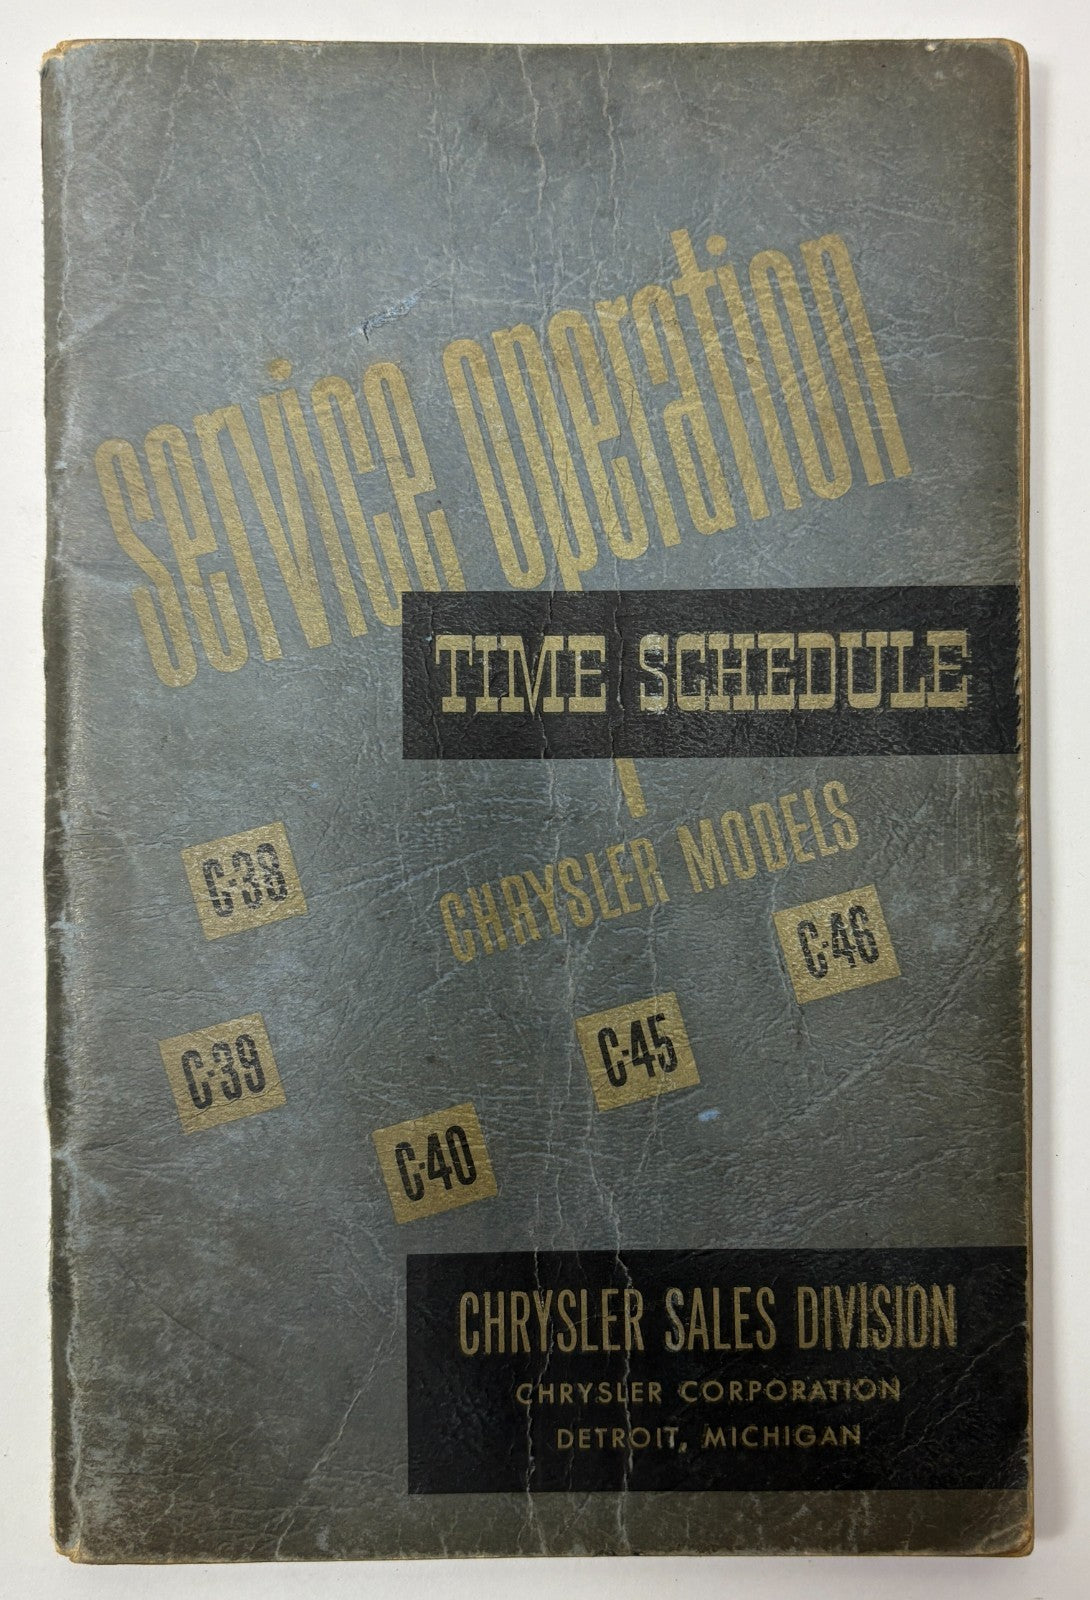 Service Operation
TIME SCHEDULE
CHRYSLER MODELS
C-38
C-46
C-39
C-45
C-40
CHRYSLER SALES DIVISION
CHRYSLER CORPORATION
DETROIT, MICHIGAN